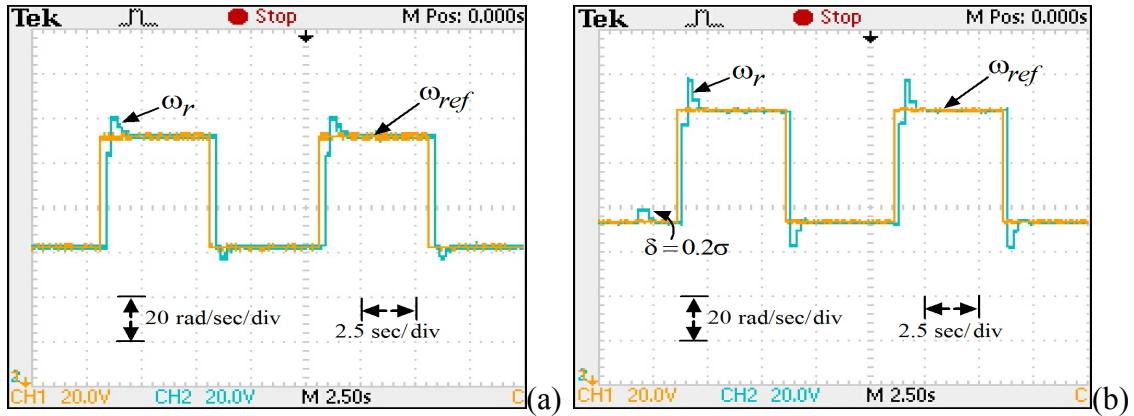 Tek Stop M Pos: 0.000s
ωr
ωref
20 rad/sec/div
2.5 sec/div
CH1 20.0V CH2 20.0V M 2.50s C
(a)
Tek Stop M Pos: 0.000s
ωr
ωref
δ=0.2σ
20 rad/sec/div
2.5 sec/div
CH1 20.0V CH2 20.0V M 2.50s C
(b)